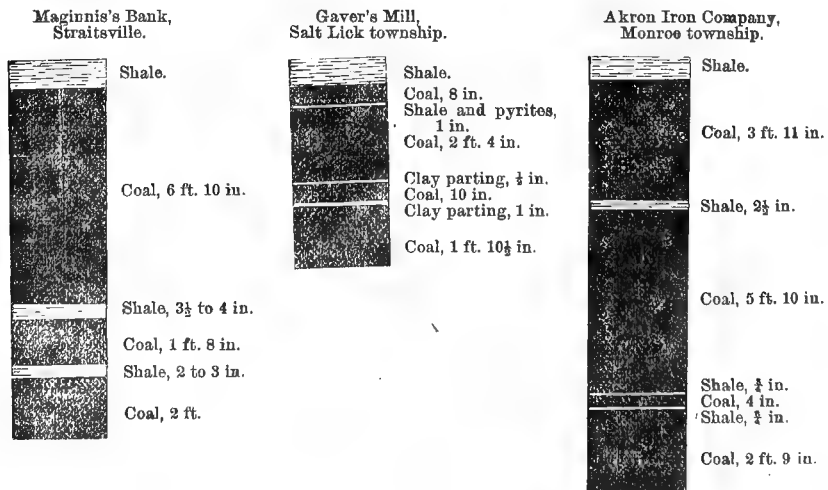 Maginnis's Bank,
Straitsville.
Shale.
Coal, 6 ft. 10 in.
Shale, 3½ to 4 in.
Coal, 1 ft. 8 in.
Shale, 2 to 3 in.
Coal, 2 ft.
Gaver's Mill,
Salt Lick township.
Shale.
Coal, 8 in.
Shale and pyrites,
1 in.
Coal, 2 ft. 4 in.
Clay parting, ½ in.
Coal, 10 in.
Clay parting, 1 in.
Coal, 1 ft. 10½ in.
Akron Iron Company,
Monroe township.
Shale.
Coal, 3 ft. 11 in.
Shale, 2½ in.
Coal, 5 ft. 10 in.
Shale, in.
Coal, 4 in.
Shale, in.
Coal, 2 ft. 9 in.